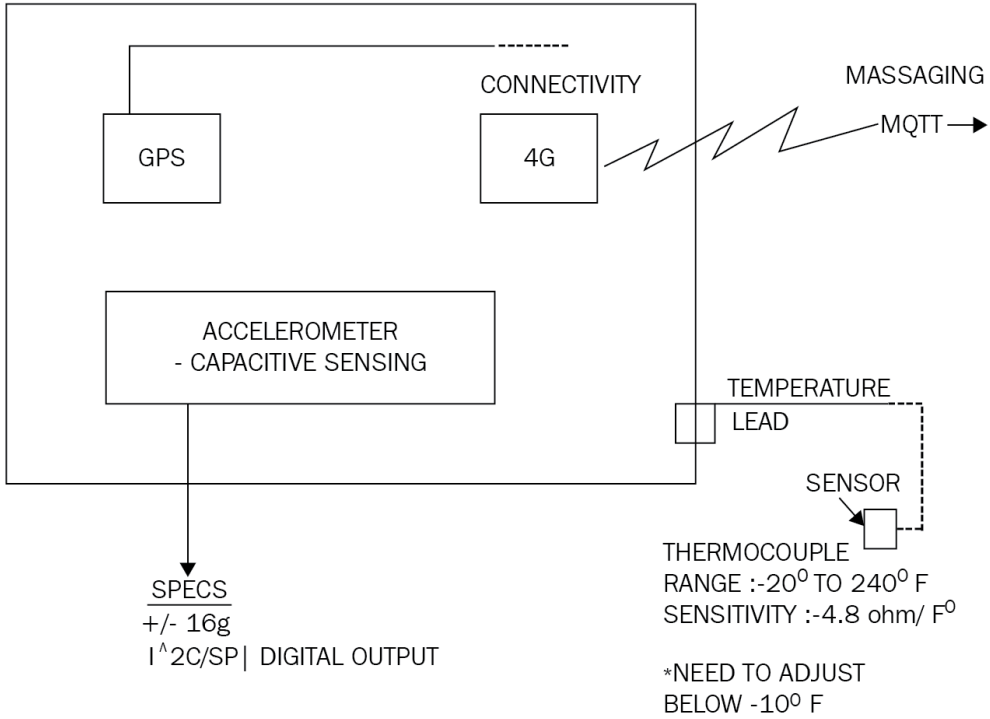 CONNECTIVITY
MASSAGING
GPS
4G
MQTT
ACCELEROMETER
- CAPACITIVE SENSING
TEMPERATURE
LEAD
SENSOR
THERMOCOUPLE
RANGE :-20⁰ TO 240⁰ F
SENSITIVITY :-4.8 ohm/ F⁰
*NEED TO ADJUST
BELOW -10⁰ F
SPECS
+/- 16g
I^2C/SP| DIGITAL OUTPUT